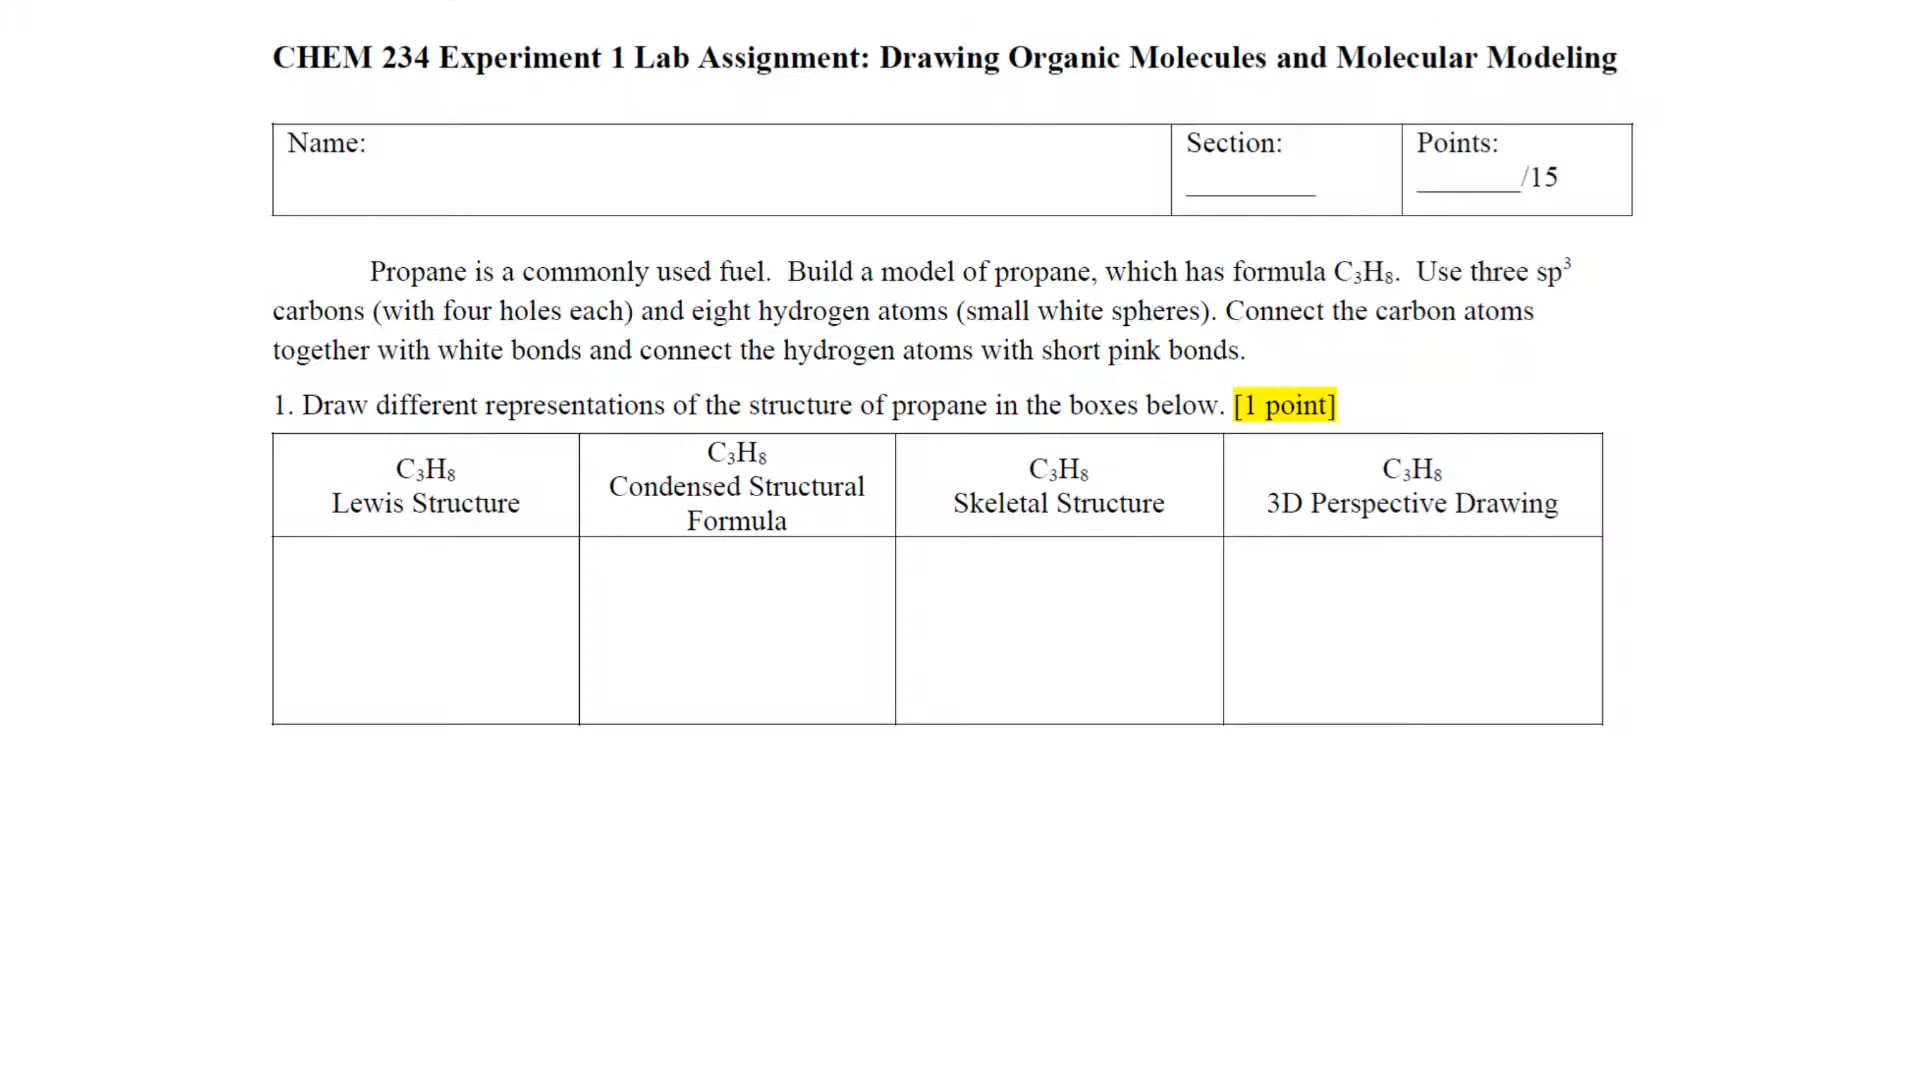 CHEM 234 Experiment 1 Lab Assignment: Drawing Organic Molecules and Molecular Modeling
Name:
Section:
__________
Points:
________/15
Propane is a commonly used fuel.  Build a model of propane, which has formula C₃H₈.  Use three sp³
carbons (with four holes each) and eight hydrogen atoms (small white spheres). Connect the carbon atoms
together with white bonds and connect the hydrogen atoms with short pink bonds.
1. Draw different representations of the structure of propane in the boxes below. [1 point]
C₃H₈
Lewis Structure
C₃H₈
Condensed Structural
Formula
C₃H₈
Skeletal Structure
C₃H₈
3D Perspective Drawing